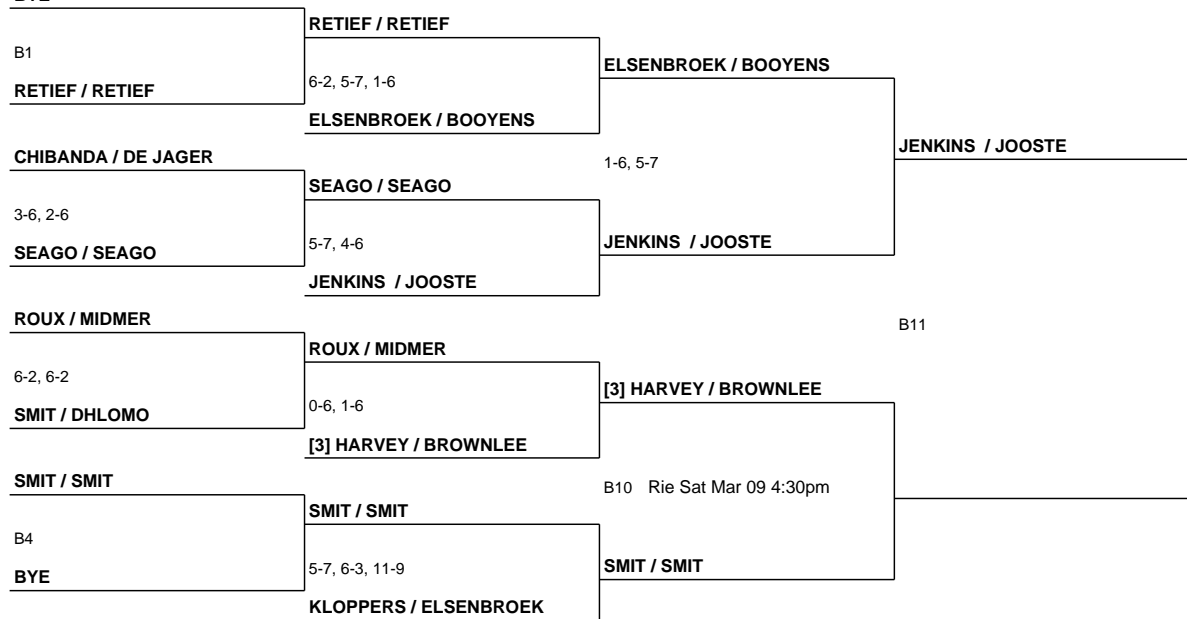 BYE
B1
RETIEF / RETIEF
CHIBANDA / DE JAGER
3-6, 2-6
SEAGO / SEAGO
ROUX / MIDMER
6-2, 6-2
SMIT / DHLOMO
SMIT / SMIT
B4
BYE
RETIEF / RETIEF
6-2, 5-7, 1-6
ELSENBROEK / BOOYENS
SEAGO / SEAGO
5-7, 4-6
JENKINS / JOOSTE
ROUX / MIDMER
0-6, 1-6
[3] HARVEY / BROWNLEE
SMIT / SMIT
5-7, 6-3, 11-9
KLOPPERS / ELSENBROEK
ELSENBROEK / BOOYENS
1-6, 5-7
JENKINS / JOOSTE
[3] HARVEY / BROWNLEE
B10 Rie Sat Mar 09 4:30pm
SMIT / SMIT
JENKINS / JOOSTE
B11